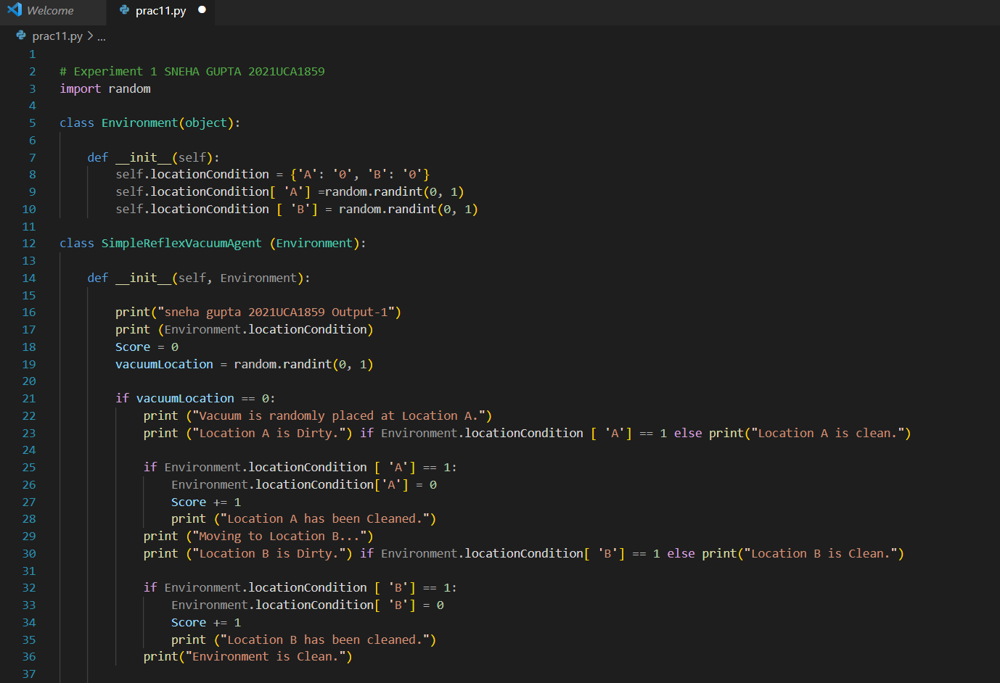 Welcome
prac11.py
prac11.py > ...
1
2 # Experiment 1 SNEHA GUPTA 2021UCA1859
3 import random
4
5 class Environment(object):
6
7     def __init__(self):
8         self.locationCondition = {'A': '0', 'B': '0'}
9         self.locationCondition[ 'A'] =random.randint(0, 1)
10         self.locationCondition [ 'B'] = random.randint(0, 1)
11
12 class SimpleReflexVacuumAgent (Environment):
13
14     def __init__(self, Environment):
15
16         print("sneha gupta 2021UCA1859 Output-1")
17         print (Environment.locationCondition)
18         Score = 0
19         vacuumLocation = random.randint(0, 1)
20
21         if vacuumLocation == 0:
22             print ("Vacuum is randomly placed at Location A.")
23             print ("Location A is Dirty.") if Environment.locationCondition [ 'A'] == 1 else print("Location A is clean.")
24
25             if Environment.locationCondition [ 'A'] == 1:
26                 Environment.locationCondition['A'] = 0
27                 Score += 1
28                 print ("Location A has been Cleaned.")
29             print ("Moving to Location B...")
30             print ("Location B is Dirty.") if Environment.locationCondition[ 'B'] == 1 else print("Location B is Clean.")
31
32             if Environment.locationCondition [ 'B'] == 1:
33                 Environment.locationCondition[ 'B'] = 0
34                 Score += 1
35                 print ("Location B has been cleaned.")
36             print("Environment is Clean.")
37